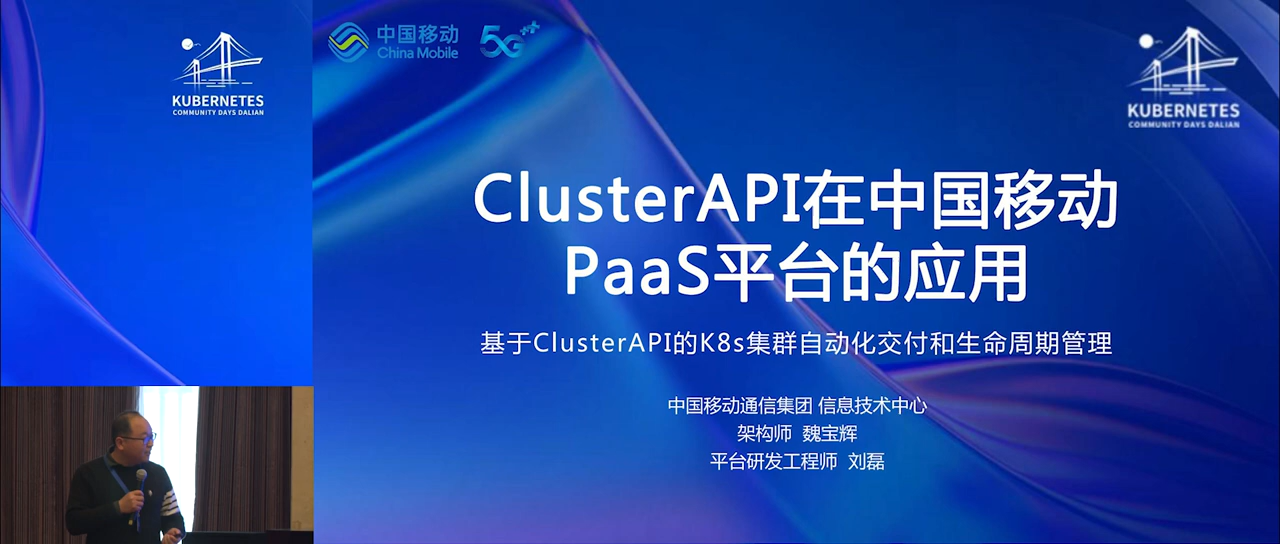 KUBERNETES
COMMUNITY DAYS DALIAN
中国移动
China Mobile
5G++
KUBERNETES
COMMUNITY DAYS DALIAN
ClusterAPI在中国移动
PaaS平台的应用
基于ClusterAPI的K8s集群自动化交付和生命周期管理
中国移动通信集团 信息技术中心
架构师 魏宝辉
平台研发工程师 刘磊